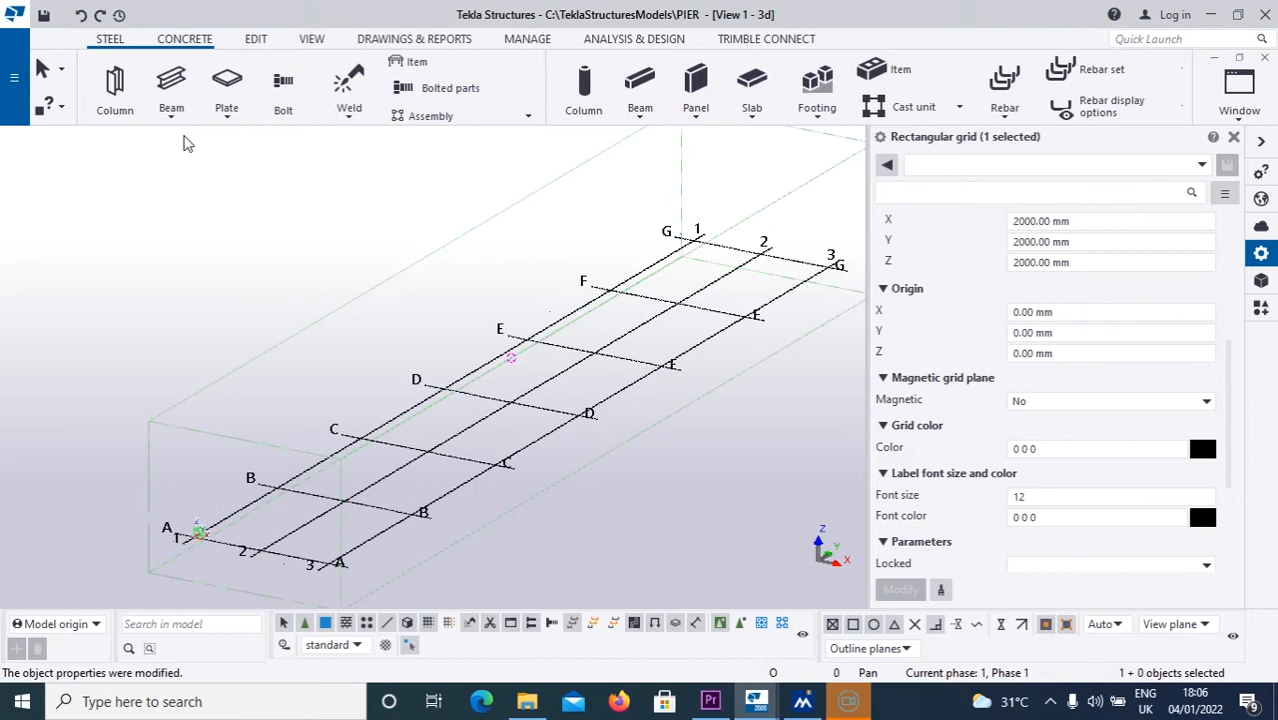 Tekla Structures - C:\TeklaStructuresModels\PIER - [View 1 - 3d]
Log in
STEEL CONCRETE EDIT VIEW DRAWINGS & REPORTS MANAGE ANALYSIS & DESIGN TRIMBLE CONNECT
Quick Launch
Column Beam Plate Bolt Weld
Item
Bolted parts
Assembly
Column Beam Panel Slab Footing
Item
Cast unit
Rebar
Rebar set
Rebar display options
Window
Rectangular grid (1 selected)
X 2000.00 mm
Y 2000.00 mm
Z 2000.00 mm
Origin
X 0.00 mm
Y 0.00 mm
Z 0.00 mm
Magnetic grid plane
Magnetic No
Grid color
Color 0 0 0
Label font size and color
Font size 12
Font color 0 0 0
Parameters
Locked
Modify
G 1 2 3 G
F F
E E
D D
C C
B B
A 1 2 3 A
Z Y X
Model origin
Search in model
standard
Auto
View plane
Outline planes
The object properties were modified.
O 0 Pan Current phase: 1, Phase 1 1 + 0 objects selected
Type here to search
31°C
ENG
UK
18:06
04/01/2022